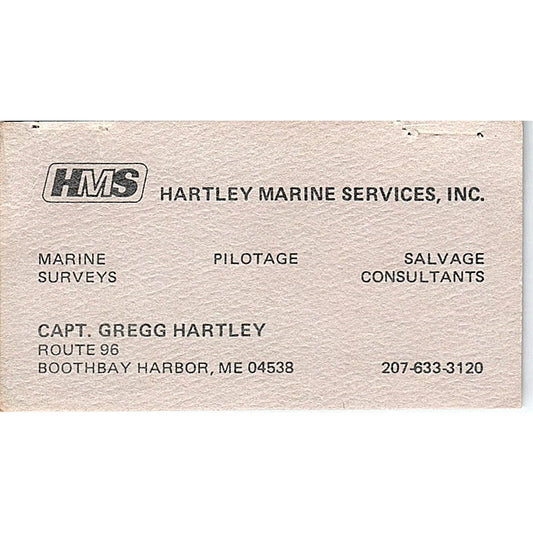 HMS HARTLEY MARINE SERVICES, INC.
MARINE PILOTAGE SALVAGE
SURVEYS CONSULTANTS
CAPT. GREGG HARTLEY
ROUTE 96
BOOTHBAY HARBOR, ME 04538 207-633-3120